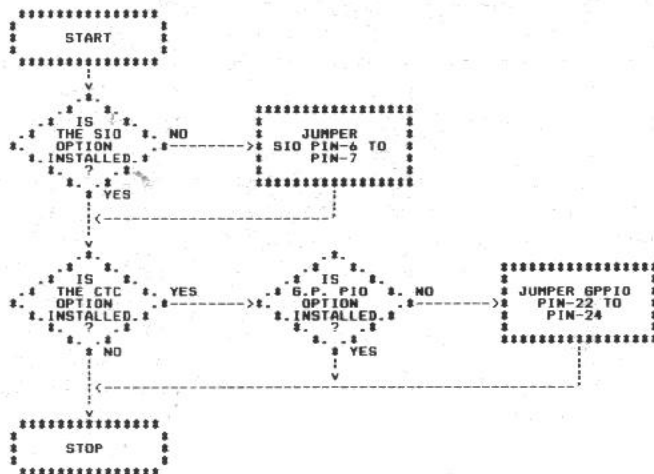 START
IS
THE SIO
OPTION
INSTALLED
?
NO
JUMPER
SIO PIN-6 TO
PIN-7
YES
IS
THE CTC
OPTION
INSTALLED
?
YES
IS
G.P. PIO
OPTION
INSTALLED
?
NO
JUMPER GPPIO
PIN-22 TO
PIN-24
NO
YES
STOP